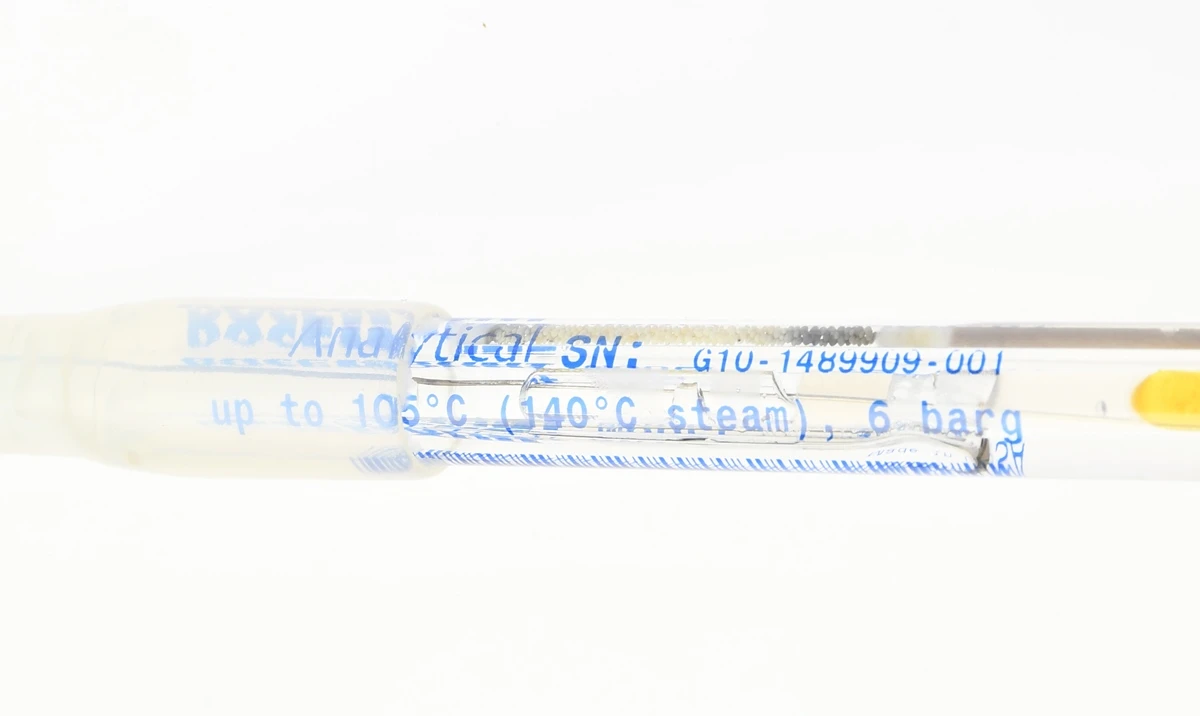 Analytical SN: G10-1489909-001
up to 105°C (140°C steam), 6 barg